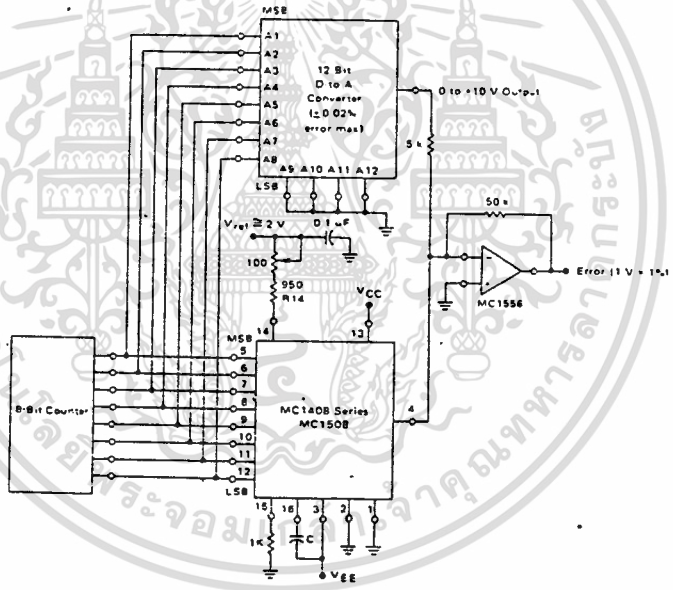 MSB
A1
A2
A3
A4
A5
A6
A7
A8
12 Bit
D to A
Converter
(±0.02%
error max)
A9 A10 A11 A12
LSB
0 to +10 V Output
5 k
50 k
Vref ≅ 2 V
0.1 uF
100
950
R14
VCC
14
13
MC1556
Error (1 V = 1%)
8-Bit Counter
MSB
5
6
7
8
9
10
11
12
LSB
MC1408 Series
MC1508
4
15
16
3
2
1
1K
C
VEE